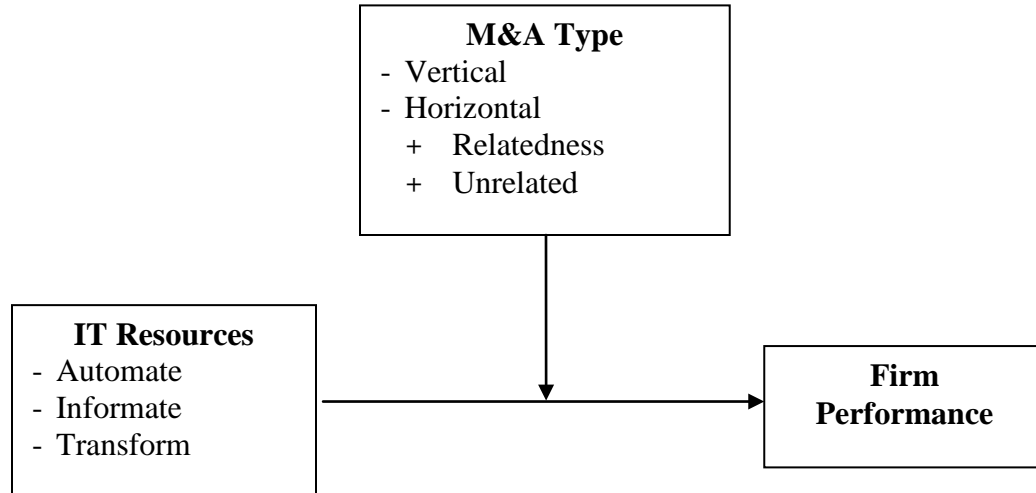 M&A Type
- Vertical
- Horizontal
+ Relatedness
+ Unrelated
IT Resources
- Automate
- Informate
- Transform
Firm
Performance